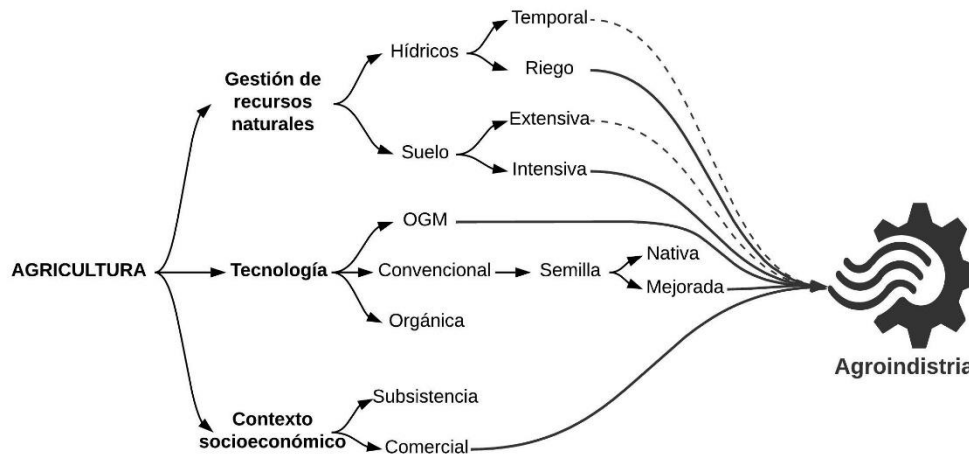 Temporal
Hídricos
Riego
Gestión de
recursos
naturales
Extensiva
Suelo
Intensiva
OGM
AGRICULTURA
Tecnología
Convencional
Semilla
Nativa
Mejorada
Orgánica
Agroindistria
Subsistencia
Contexto
socioeconómico
Comercial